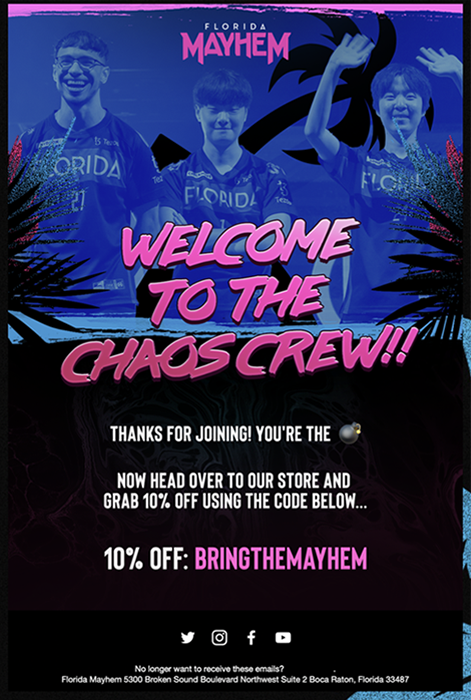 FLORIDA
MAYHEM
FLORIDA
FLORIDA
WELCOME
TO THE
CHAOS CREW!!
THANKS FOR JOINING! YOU'RE THE 💣
NOW HEAD OVER TO OUR STORE AND
GRAB 10% OFF USING THE CODE BELOW...
10% OFF: BRINGTHEMAYHEM
No longer want to receive these emails?
Florida Mayhem 5300 Broken Sound Boulevard Northwest Suite 2 Boca Raton, Florida 33487